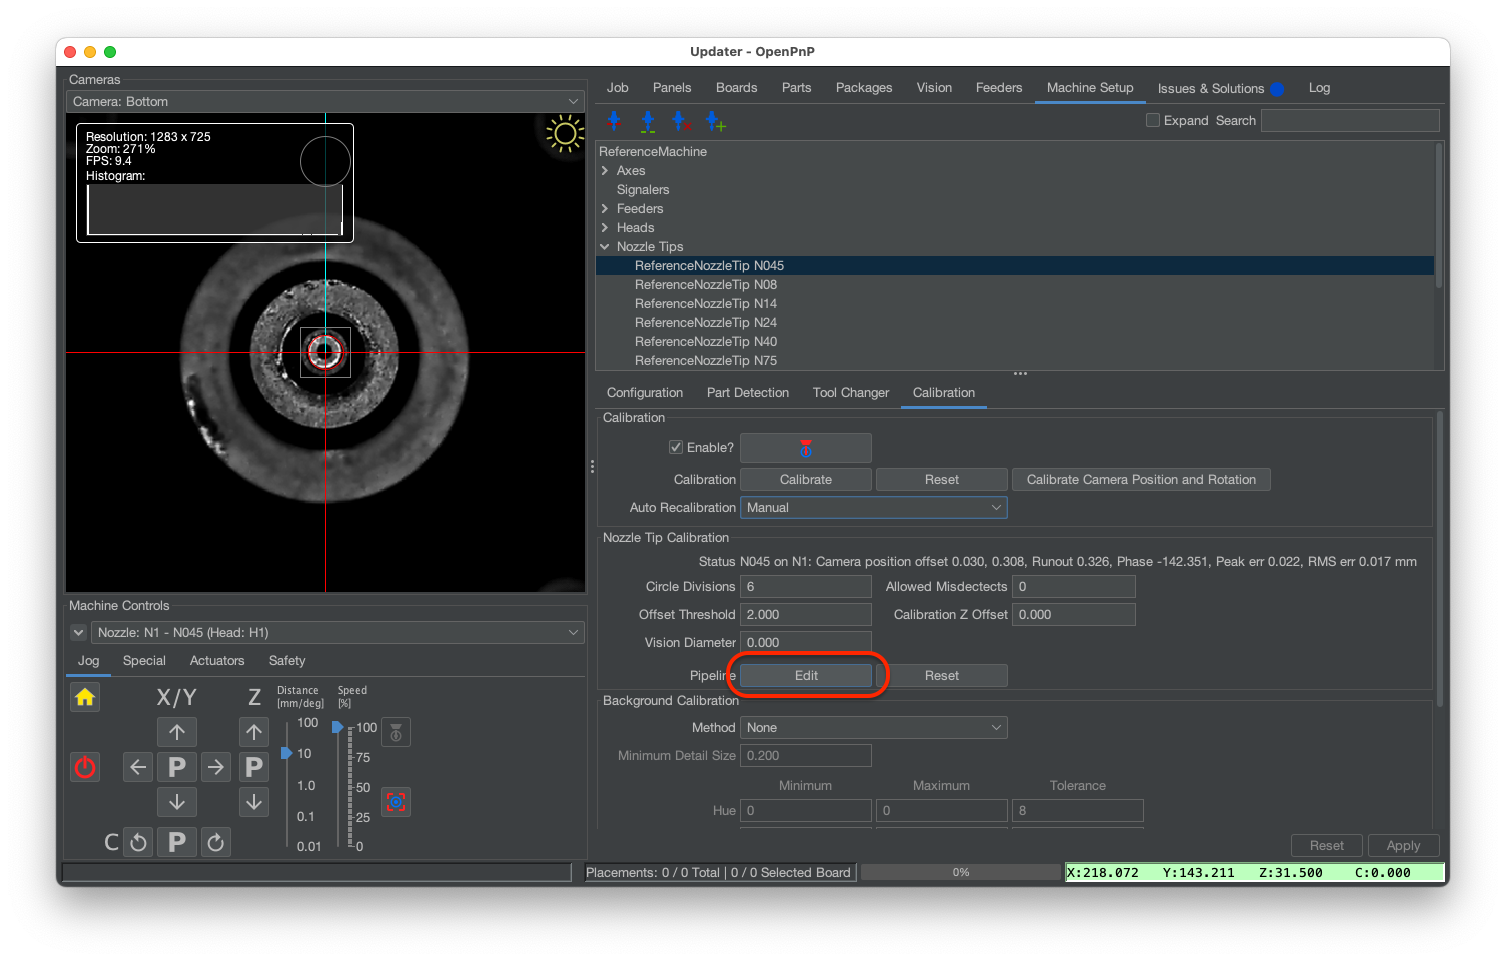 Updater - OpenPnP
Cameras
Camera: Bottom
Resolution: 1283 x 725
Zoom: 271%
FPS: 9.4
Histogram:
Machine Controls
Nozzle: N1 - N045 (Head: H1)
Jog Special Actuators Safety
X/Y Z Distance [mm/deg] Speed [%]
100 100
P P 10 75
1.0 50
0.1 25
C P 0.01 0
Job Panels Boards Parts Packages Vision Feeders Machine Setup Issues & Solutions Log
Expand Search
ReferenceMachine
Axes
Signalers
Feeders
Heads
Nozzle Tips
ReferenceNozzleTip N045
ReferenceNozzleTip N08
ReferenceNozzleTip N14
ReferenceNozzleTip N24
ReferenceNozzleTip N40
ReferenceNozzleTip N75
Configuration Part Detection Tool Changer Calibration
Calibration
Enable?
Calibration Calibrate Reset Calibrate Camera Position and Rotation
Auto Recalibration Manual
Nozzle Tip Calibration
Status N045 on N1: Camera position offset 0.030, 0.308, Runout 0.326, Phase -142.351, Peak err 0.022, RMS err 0.017 mm
Circle Divisions 6 Allowed Misdectects 0
Offset Threshold 2.000 Calibration Z Offset 0.000
Vision Diameter 0.000
Pipeline Edit Reset
Background Calibration
Method None
Minimum Detail Size 0.200
Minimum Maximum Tolerance
Hue 0 0 8
Reset Apply
Placements: 0 / 0 Total | 0 / 0 Selected Board 0% X:218.072 Y:143.211 Z:31.500 C:0.000